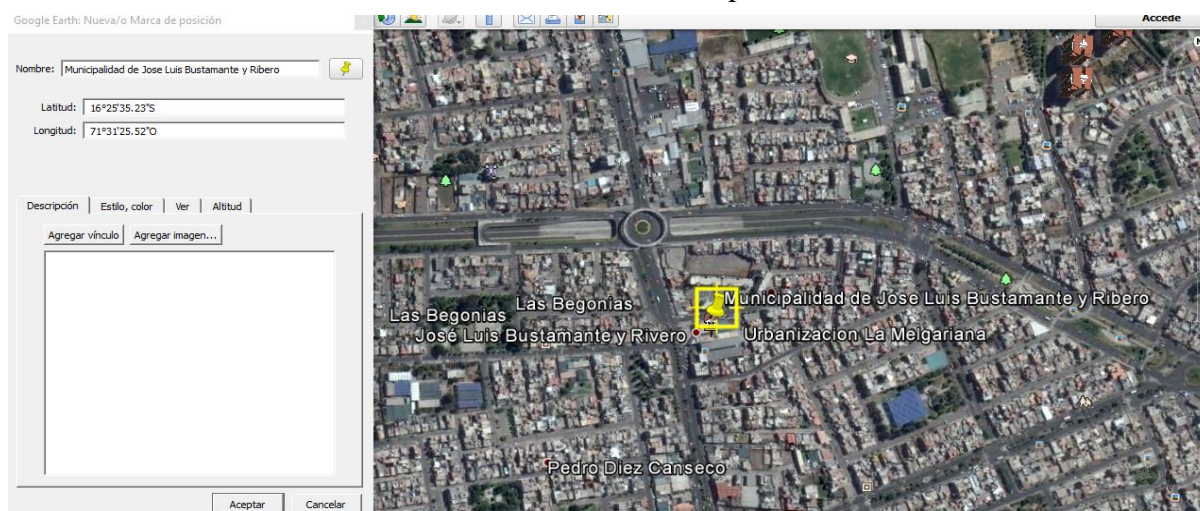 Google Earth: Nueva/o Marca de posición
Nombre: Municipalidad de Jose Luis Bustamante y Ribero
Latitud: 16°25'35.23"S
Longitud: 71°31'25.52"O
Descripción Estilo, color Ver Altitud
Agregar vínculo Agregar imagen...
Aceptar Cancelar
Accede
N
Las Begonias
Municipalidad de Jose Luis Bustamante y Ribero
Las Begonias
José Luis Bustamante y Rivero
Urbanizacion La Melgariana
Pedro Diez Canseco